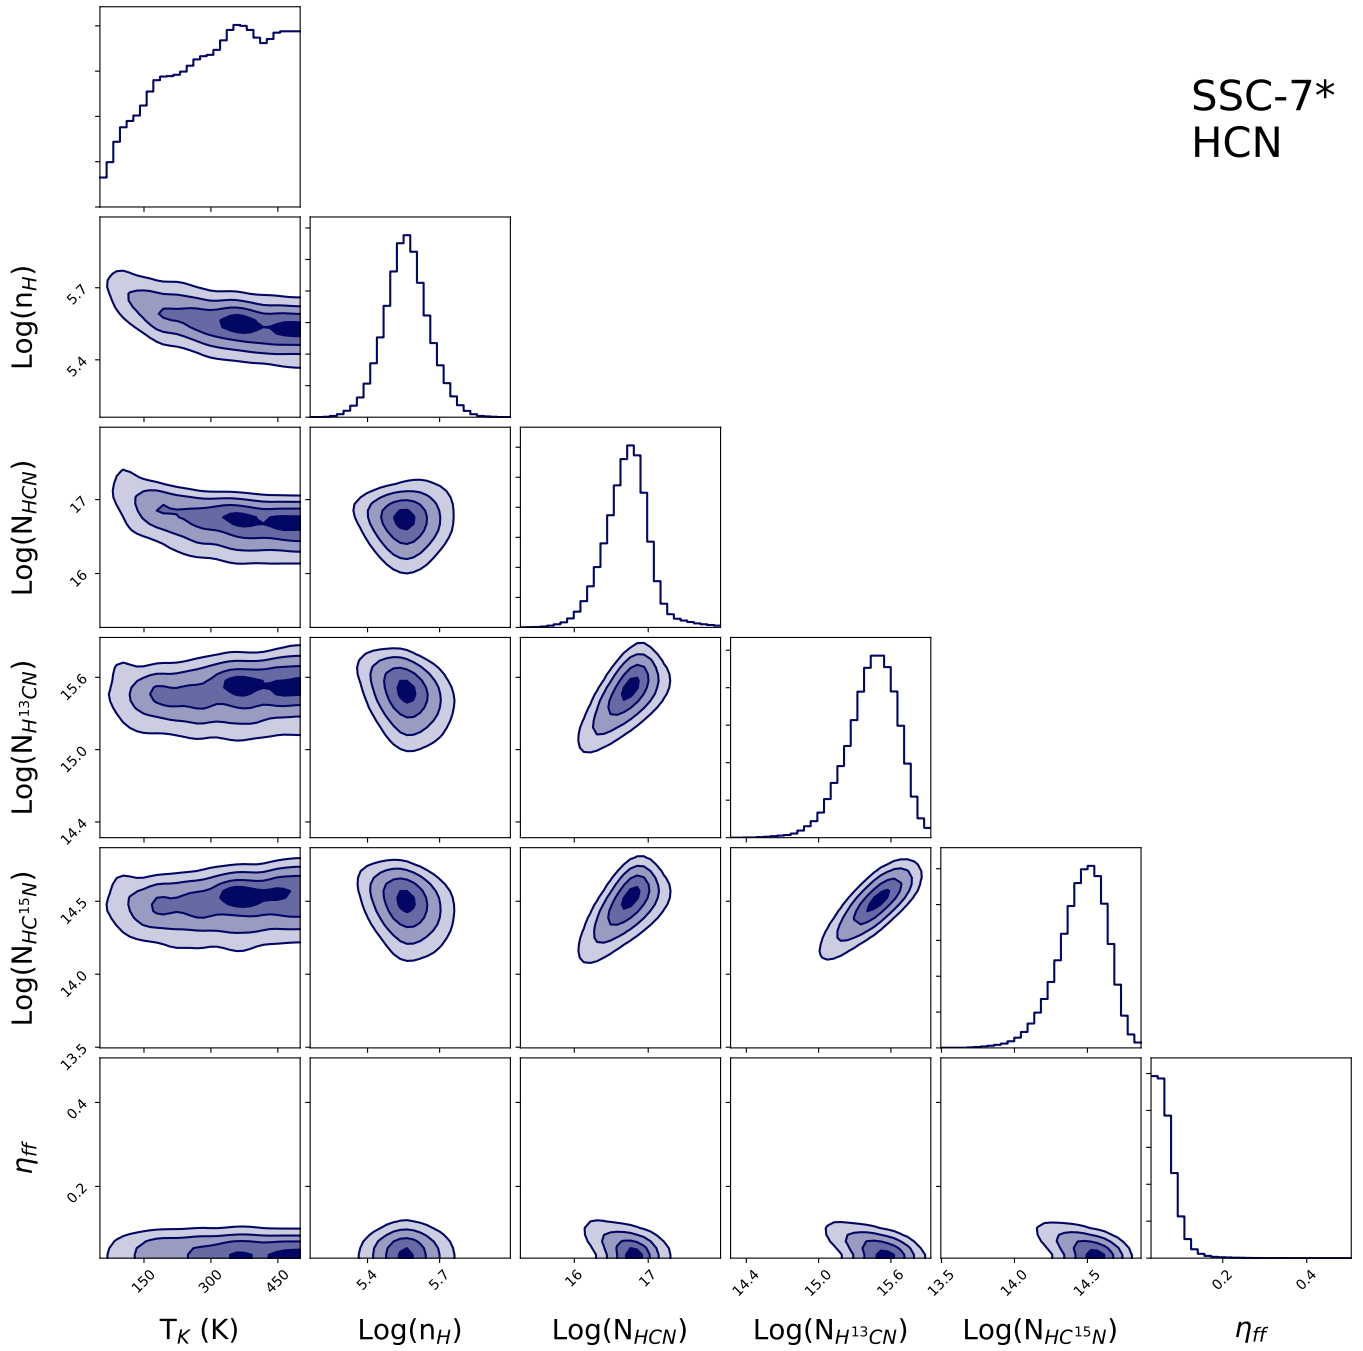 SSC-7*
HCN
Log(n_H)
5.7
5.4
Log(N_HCN)
17
16
Log(N_H¹³CN)
15.6
15.0
14.4
Log(N_HC¹⁵N)
14.5
14.0
13.5
η_ff
0.4
0.2
150 300 450 5.4 5.7 16 17 14.4 15.0 15.6 13.5 14.0 14.5 0.2 0.4
T_K (K) Log(n_H) Log(N_HCN) Log(N_H¹³CN) Log(N_HC¹⁵N) η_ff